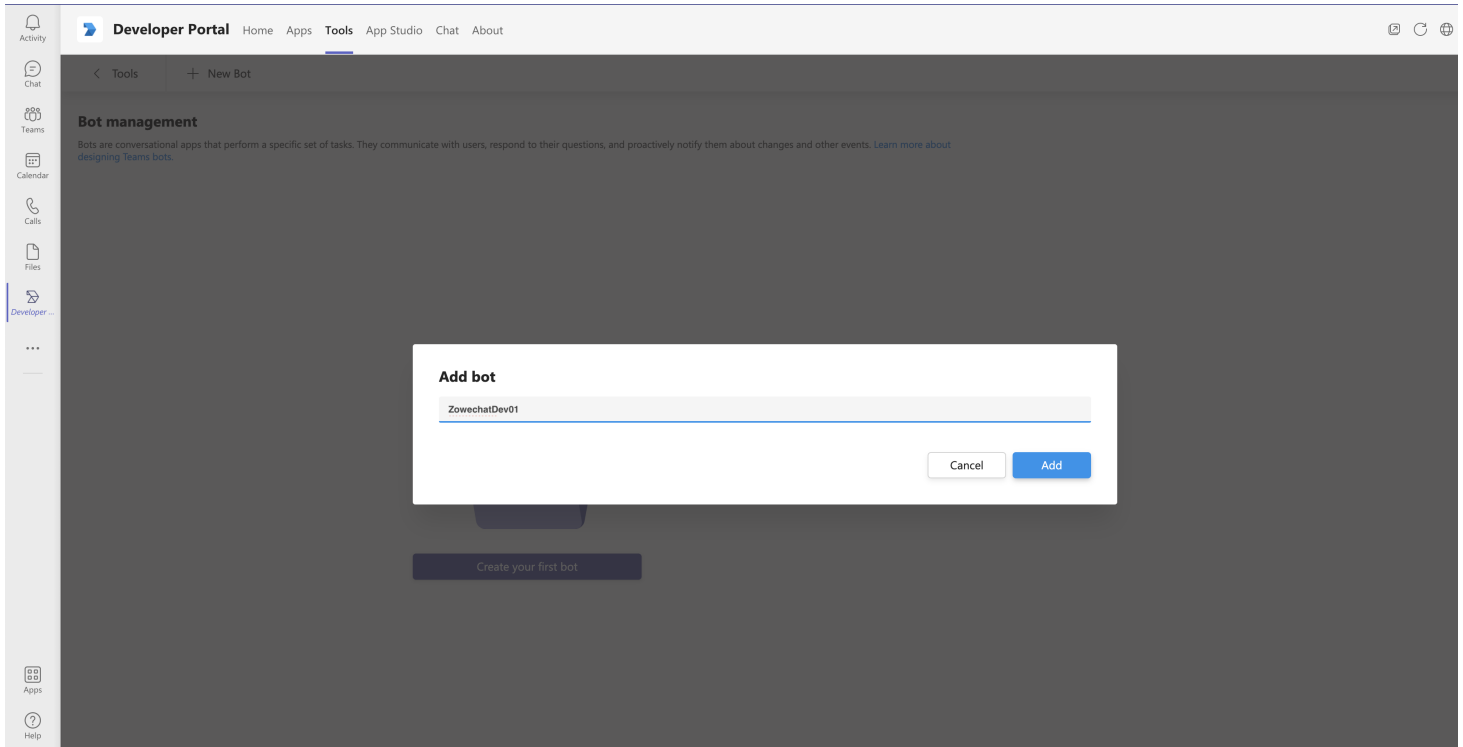 Activity
Chat
Teams
Calendar
Calls
Files
Developer ...
Apps
Help
Developer Portal Home Apps Tools App Studio Chat About
Tools New Bot
Bot management
Bots are conversational apps that perform a specific set of tasks. They communicate with users, respond to their questions, and proactively notify them about changes and other events. Learn more about
designing Teams bots.
Add bot
ZowechatDev01
Cancel Add
Create your first bot